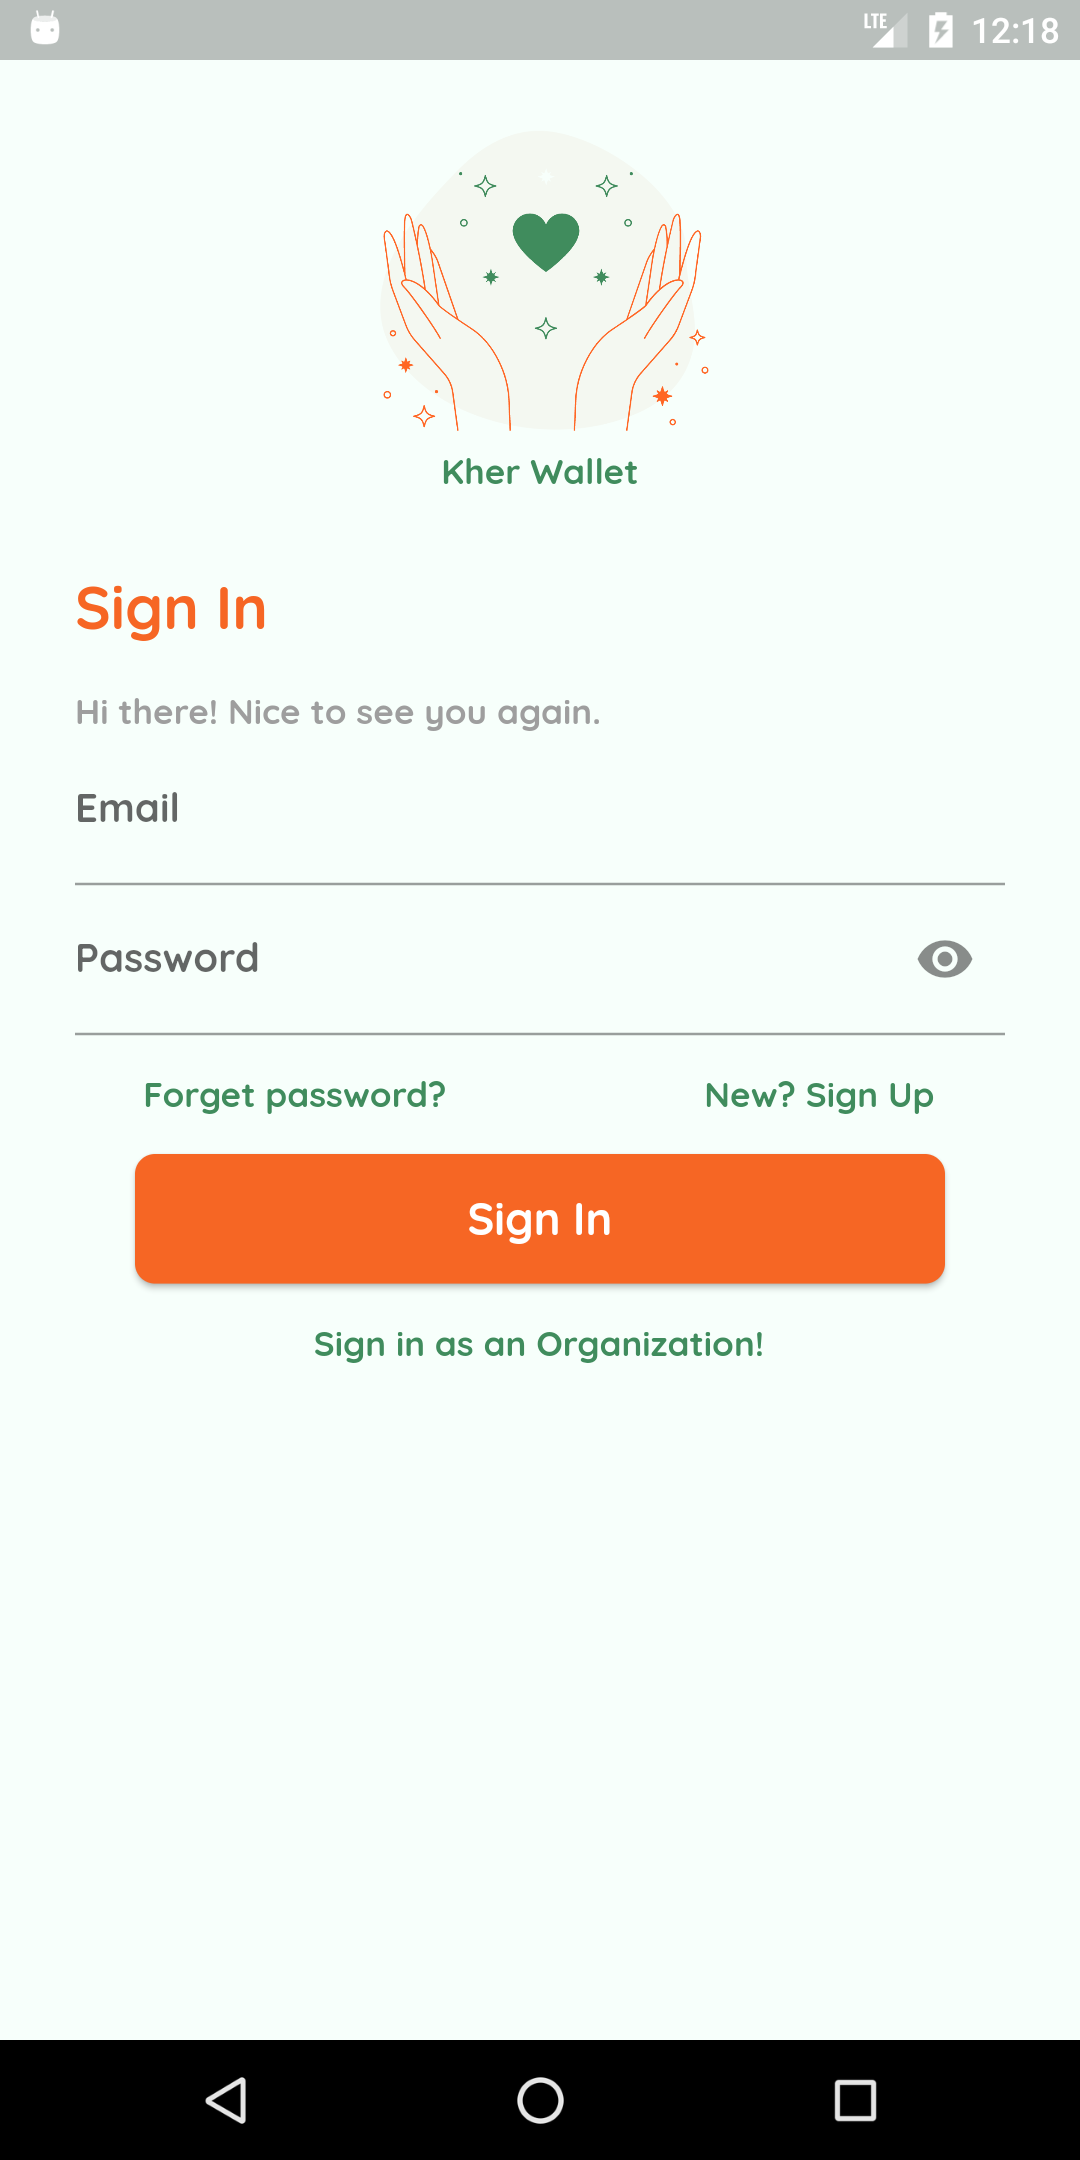 LTE 12:18
Kher Wallet
Sign In
Hi there! Nice to see you again.
Email
Password
Forget password? New? Sign Up
Sign In
Sign in as an Organization!